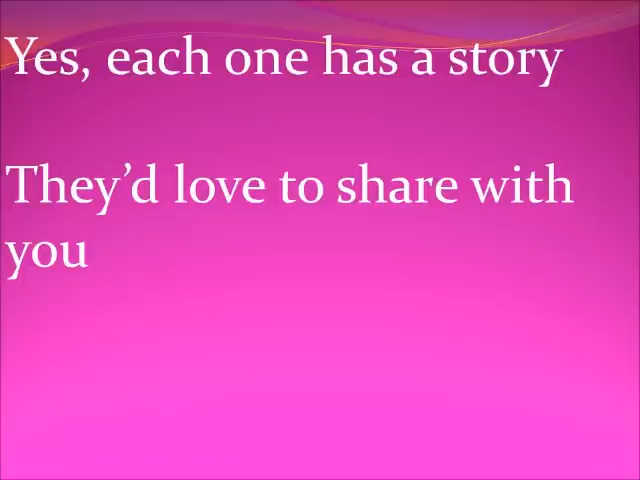 Yes, each one has a story
They’d love to share with
you